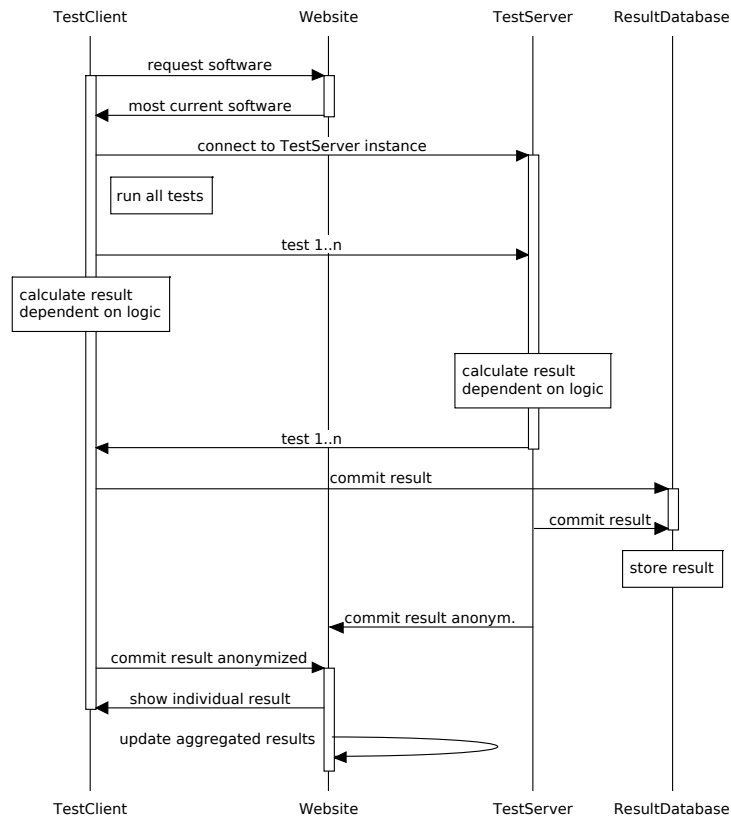 TestClient
Website
TestServer
ResultDatabase
request software
most current software
connect to TestServer instance
run all tests
test 1..n
calculate result
dependent on logic
calculate result
dependent on logic
test 1..n
commit result
commit result
store result
commit result anonym.
commit result anonymized
show individual result
update aggregated results
TestClient
Website
TestServer
ResultDatabase